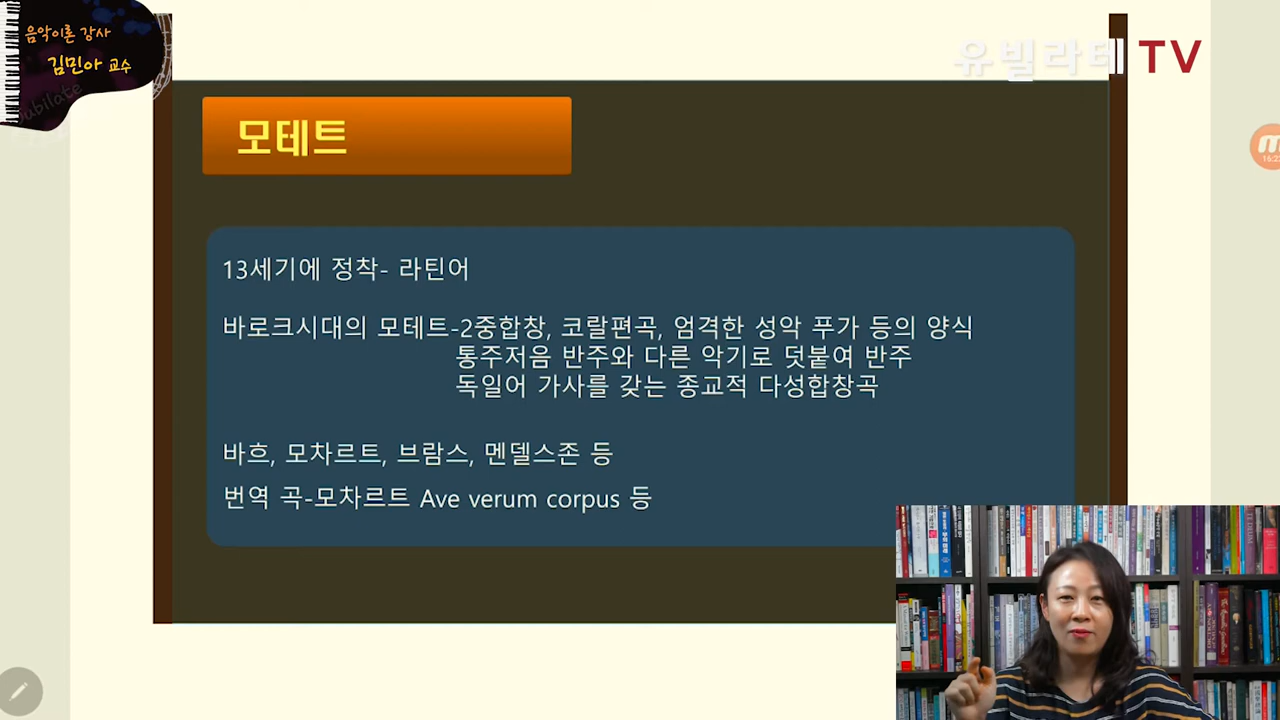 음악이론 강사
김민아 교수
Jubilate
유빌라테 TV
모테트
16:22
13세기에 정착- 라틴어
바로크시대의 모테트-2중합창, 코랄편곡, 엄격한 성악 푸가 등의 양식
통주저음 반주와 다른 악기로 덧붙여 반주
독일어 가사를 갖는 종교적 다성합창곡
바흐, 모차르트, 브람스, 멘델스존 등
번역 곡-모차르트 Ave verum corpus 등